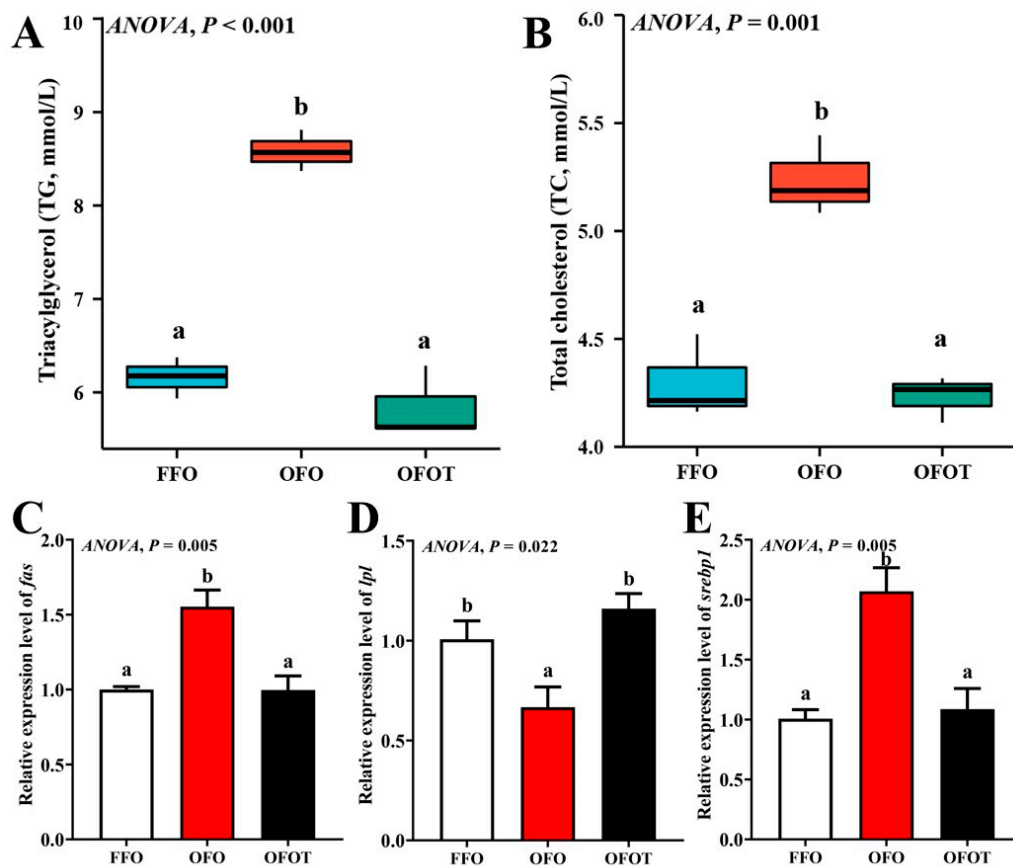 A
ANOVA, P < 0.001
Triacylglycerol (TG, mmol/L)
10
9
8
7
6
a
b
a
FFO
OFO
OFOT
B
ANOVA, P = 0.001
Total cholesterol (TC, mmol/L)
6.0
5.5
5.0
4.5
4.0
a
b
a
FFO
OFO
OFOT
C
ANOVA, P = 0.005
Relative expression level of fas
2.0
1.5
1.0
0.5
0.0
a
b
a
FFO
OFO
OFOT
D
ANOVA, P = 0.022
Relative expression level of lpl
1.5
1.0
0.5
0.0
b
a
b
FFO
OFO
OFOT
E
ANOVA, P = 0.005
Relative expression level of srebp1
2.5
2.0
1.5
1.0
0.5
0.0
a
b
a
FFO
OFO
OFOT